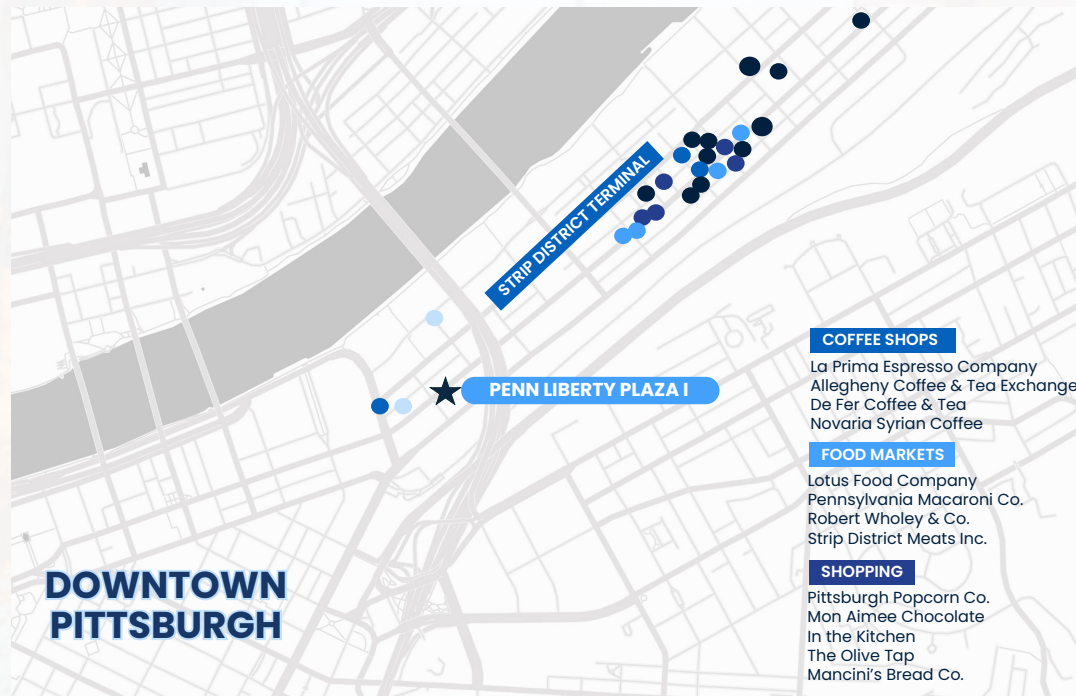 STRIP DISTRICT TERMINAL
PENN LIBERTY PLAZA I
COFFEE SHOPS
La Prima Espresso Company
Allegheny Coffee & Tea Exchange
De Fer Coffee & Tea
Novaria Syrian Coffee
FOOD MARKETS
Lotus Food Company
Pennsylvania Macaroni Co.
Robert Wholey & Co.
Strip District Meats Inc.
SHOPPING
Pittsburgh Popcorn Co.
Mon Aimee Chocolate
In the Kitchen
The Olive Tap
Mancini’s Bread Co.
DOWNTOWN
PITTSBURGH